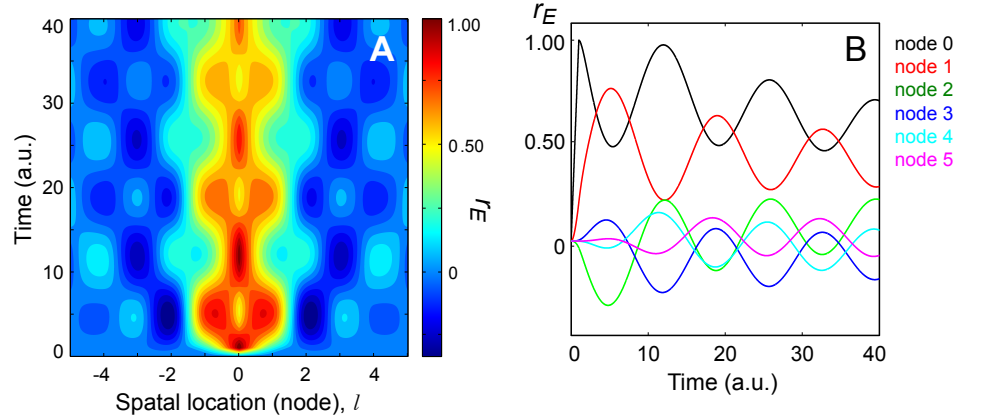 A
Time (a.u.)
40
30
20
10
0
-4
-2
0
2
4
Spatal location (node), l
1.00
0.50
0
r_E
B
r_E
1.00
0.50
0
0
10
20
30
40
Time (a.u.)
node 0
node 1
node 2
node 3
node 4
node 5